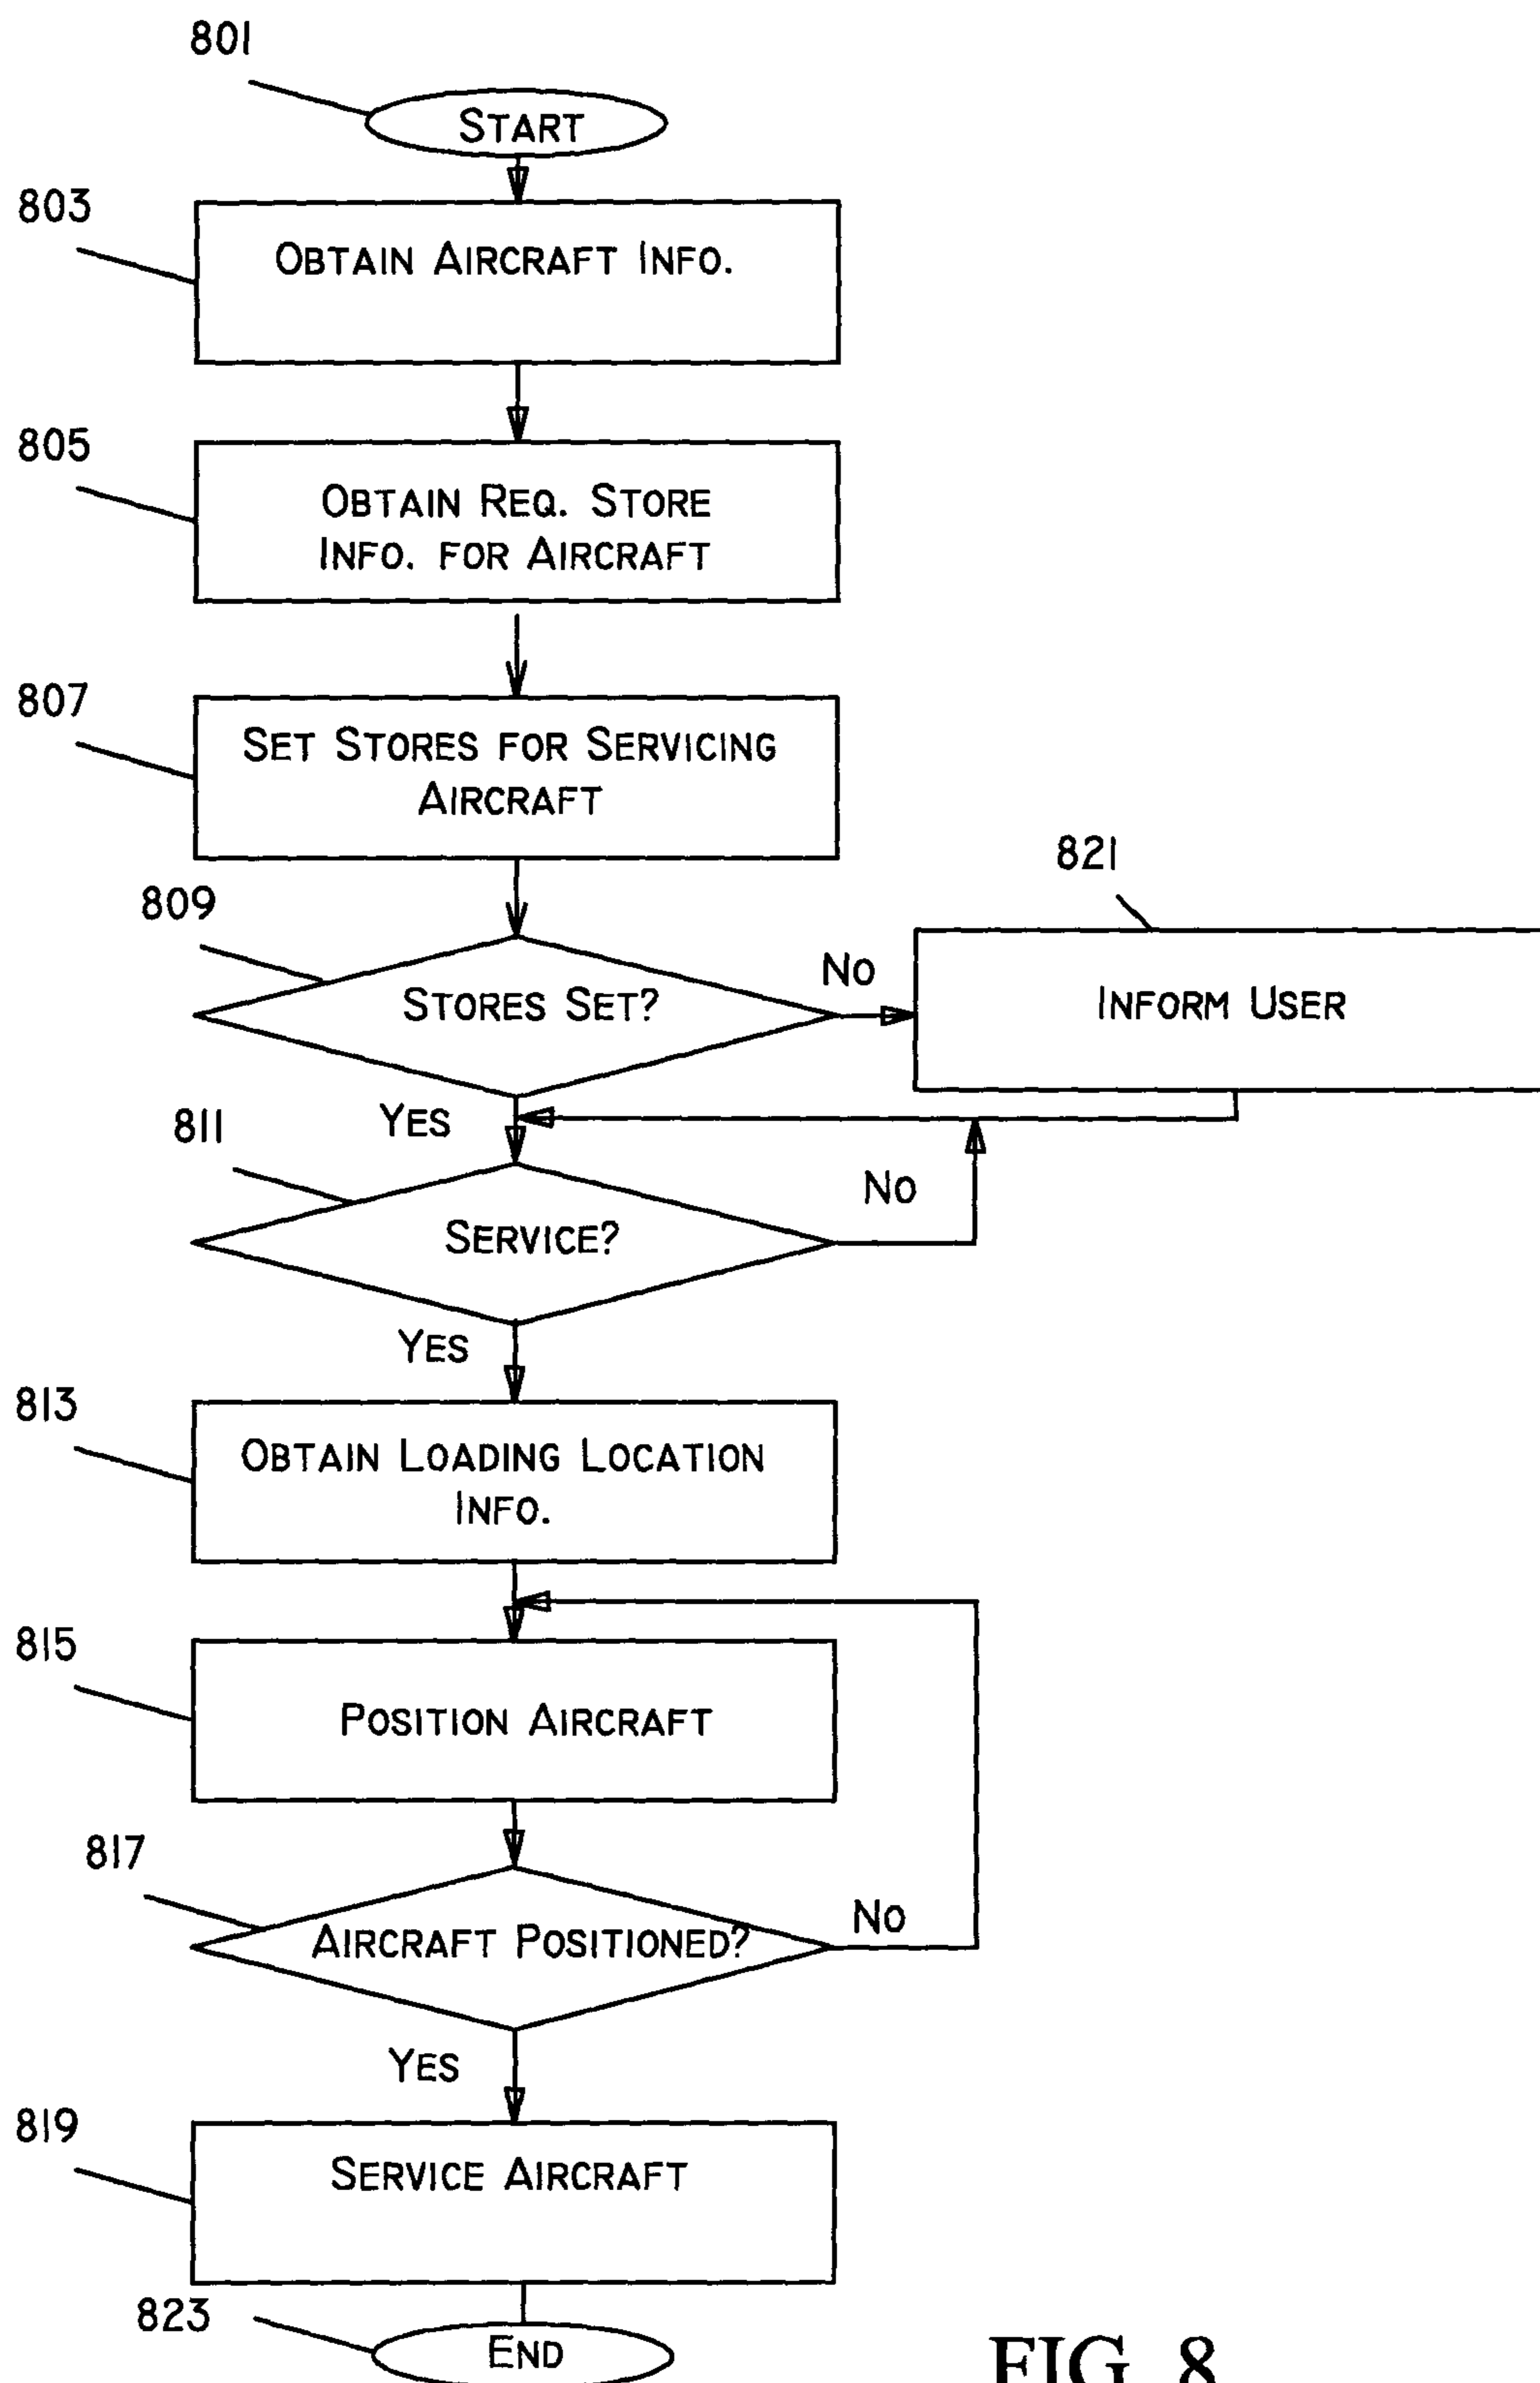 801
START
803
OBTAIN AIRCRAFT INFO.
805
OBTAIN REQ. STORE
INFO. FOR AIRCRAFT
807
SET STORES FOR SERVICING
AIRCRAFT
821
809
NO
STORES SET?
INFORM USER
YES
811
NO
SERVICE?
YES
813
OBTAIN LOADING LOCATION
INFO.
815
POSITION AIRCRAFT
817
NO
AIRCRAFT POSITIONED?
YES
819
SERVICE AIRCRAFT
823
END
FIG. 8